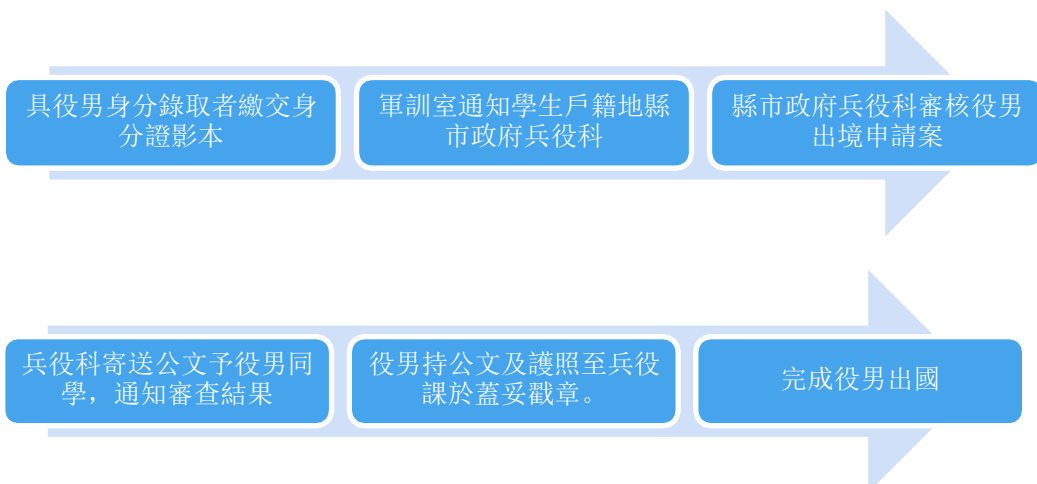 具役男身分錄取者繳交身
分證影本
軍訓室通知學生戶籍地縣
市政府兵役科
縣市政府兵役科審核役男
出境申請案
兵役科寄送公文予役男同
學，通知審查結果
役男持公文及護照至兵役
課於蓋妥戳章。
完成役男出國